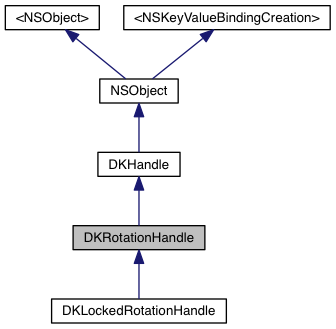 <NSObject>
<NSKeyValueBindingCreation>
NSObject
DKHandle
DKRotationHandle
DKLockedRotationHandle